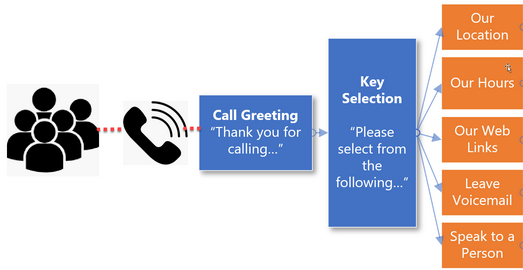 Call Greeting
“Thank you for
calling...”
Key
Selection
“Please
select from
the
following...”
Our
Location
Our Hours
Our Web
Links
Leave
Voicemail
Speak to a
Person